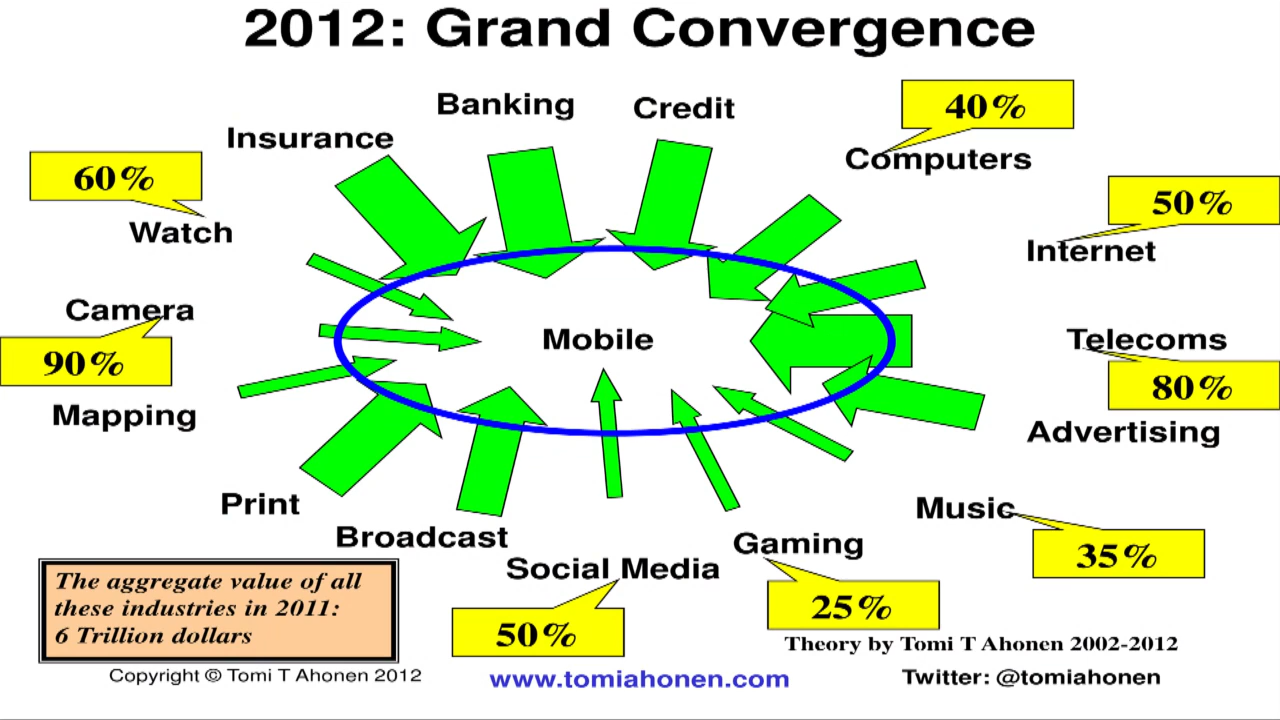 2012: Grand Convergence
Banking
Credit
40%
Insurance
Computers
60%
50%
Watch
Internet
Camera
Mobile
Telecoms
90%
80%
Mapping
Advertising
Print
Music
Broadcast
Gaming
35%
Social Media
The aggregate value of all
these industries in 2011:
6 Trillion dollars
25%
50%
Theory by Tomi T Ahonen 2002-2012
Copyright © Tomi T Ahonen 2012
www.tomiahonen.com
Twitter: @tomiahonen